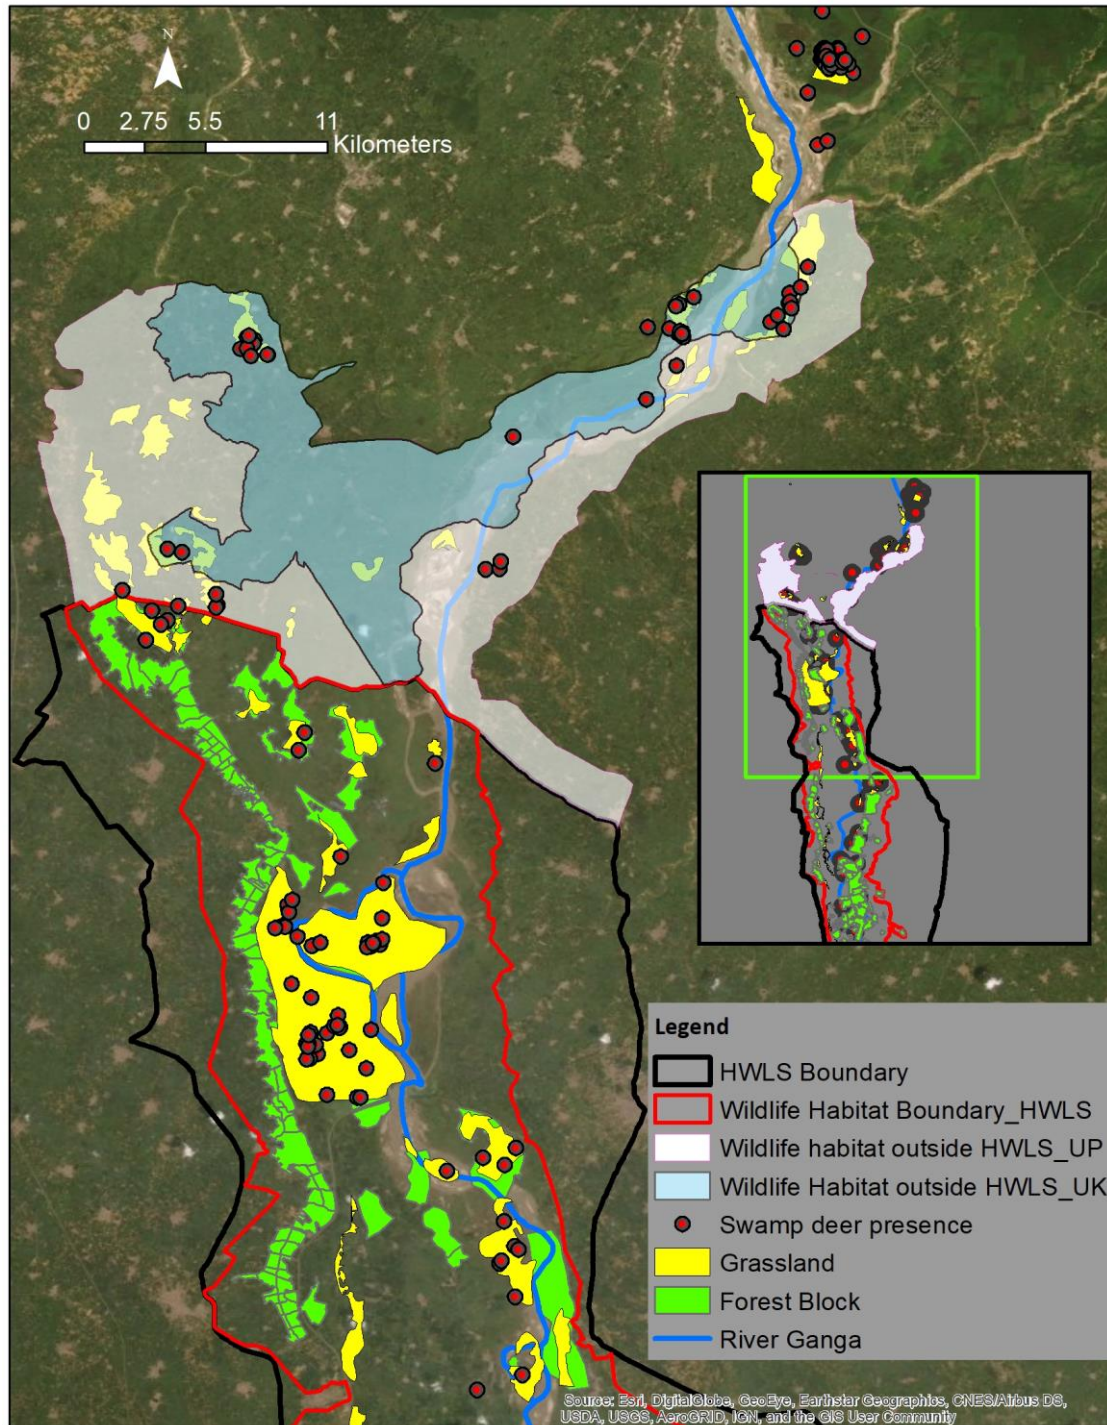 N
0 2.75 5.5 11
Kilometers
Legend
HWLS Boundary
Wildlife Habitat Boundary_HWLS
Wildlife habitat outside HWLS_UP
Wildlife Habitat outside HWLS_UK
Swamp deer presence
Grassland
Forest Block
River Ganga
Source: Esri, DigitalGlobe, GeoEye, Earthstar Geographics, CNES/Airbus DS,
USDA, USGS, AeroGRID, IGN, and the GIS User Community